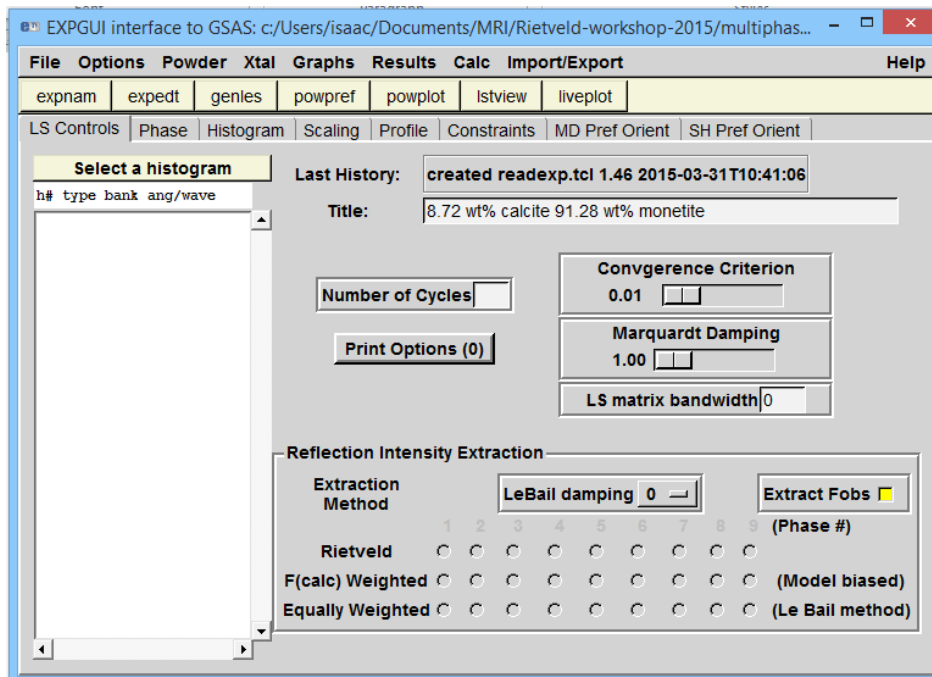 EXPGUI interface to GSAS: c:/Users/isaac/Documents/MRI/Rietveld-workshop-2015/multiphas...
File Options Powder Xtal Graphs Results Calc Import/Export Help
expnam expedt genles powpref powplot lstview liveplot
LS Controls Phase Histogram Scaling Profile Constraints MD Pref Orient SH Pref Orient
Select a histogram
h# type bank ang/wave
Last History: created readexp.tcl 1.46 2015-03-31T10:41:06
Title: 8.72 wt% calcite 91.28 wt% monetite
Number of Cycles
Print Options (0)
Convgerence Criterion
0.01
Marquardt Damping
1.00
LS matrix bandwidth 0
Reflection Intensity Extraction
Extraction
Method
LeBail damping 0
Extract Fobs
1 2 3 4 5 6 7 8 9 (Phase #)
Rietveld
F(calc) Weighted (Model biased)
Equally Weighted (Le Bail method)